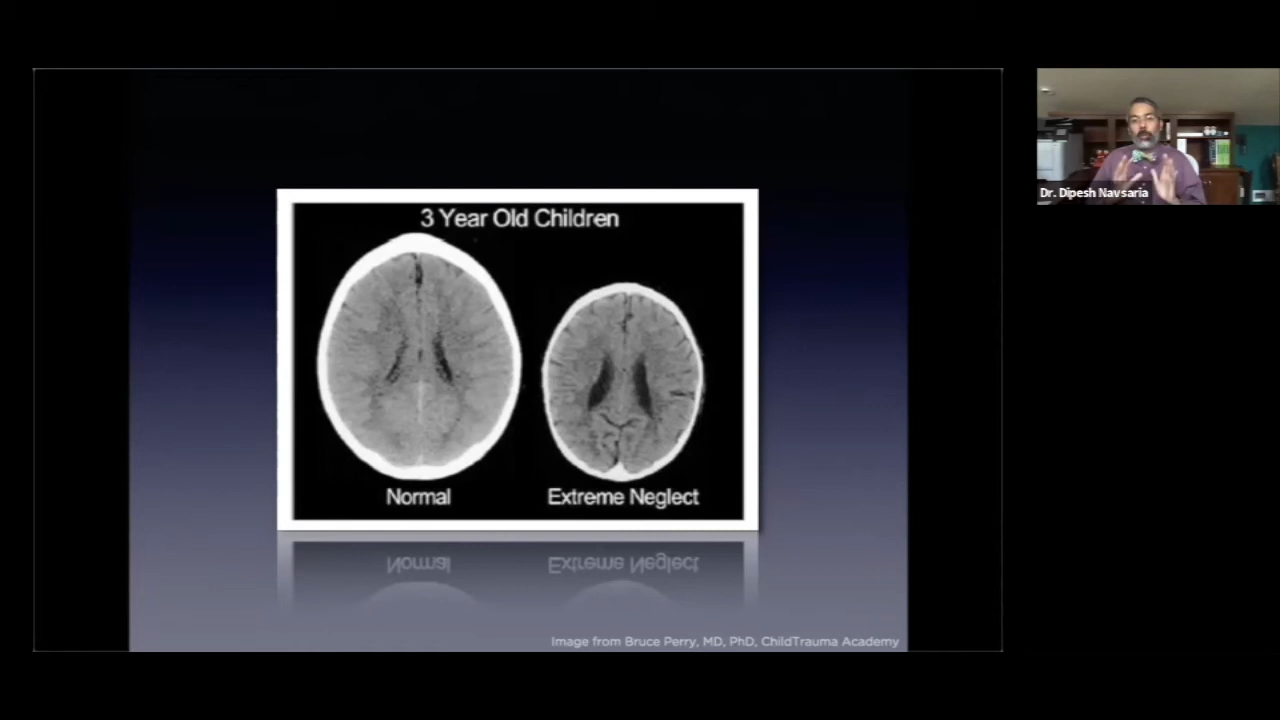 3 Year Old Children
Normal
Extreme Neglect
Normal
Extreme Neglect
Image from Bruce Perry, MD, PhD, ChildTrauma Academy
Dr. Dipesh Navsaria